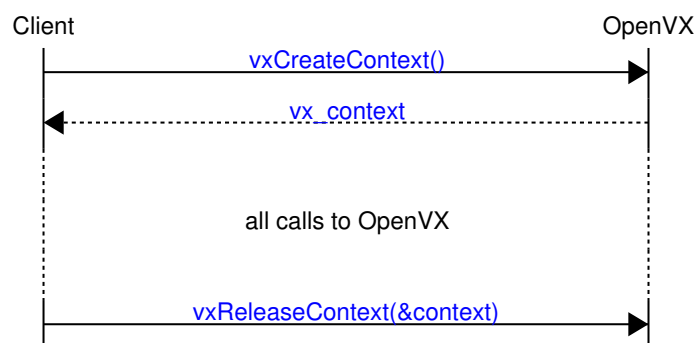 Client
OpenVX
vxCreateContext()
vx_context
all calls to OpenVX
vxReleaseContext(&context)